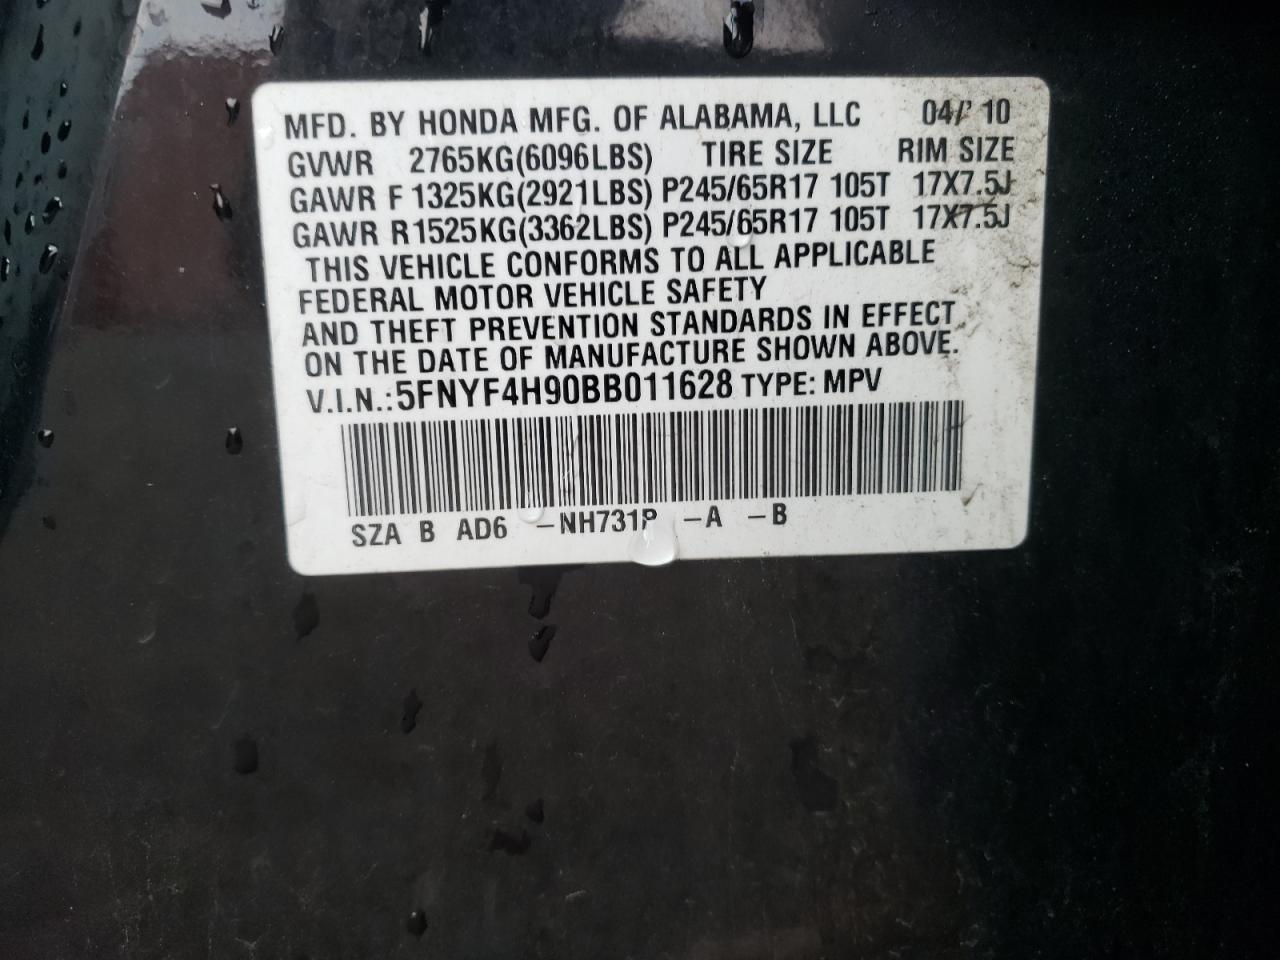 MFD. BY HONDA MFG. OF ALABAMA, LLC 04/ 10
GVWR 2765KG(6096LBS) TIRE SIZE RIM SIZE
GAWR F 1325KG(2921LBS) P245/65R17 105T 17X7.5J
GAWR R1525KG(3362LBS) P245/65R17 105T 17X7.5J
THIS VEHICLE CONFORMS TO ALL APPLICABLE
FEDERAL MOTOR VEHICLE SAFETY
AND THEFT PREVENTION STANDARDS IN EFFECT
ON THE DATE OF MANUFACTURE SHOWN ABOVE.
V.I.N.:5FNYF4H90BB011628 TYPE: MPV
SZA B AD6 -NH731P -A -B